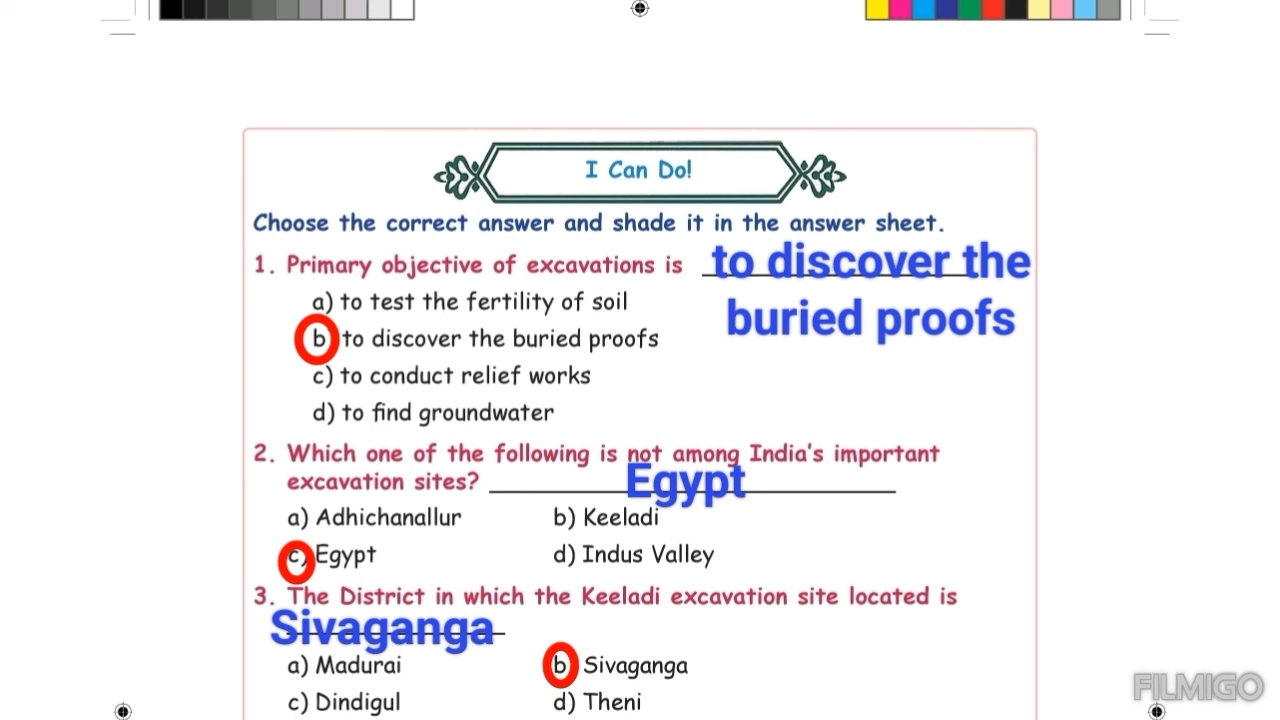 I Can Do!
Choose the correct answer and shade it in the answer sheet.
1. Primary objective of excavations is to discover the
buried proofs
a) to test the fertility of soil
b to discover the buried proofs
c) to conduct relief works
d) to find groundwater
2. Which one of the following is not among India's important
excavation sites? Egypt
a) Adhichanallur b) Keeladi
c) Egypt d) Indus Valley
3. The District in which the Keeladi excavation site located is
Sivaganga
a) Madurai b Sivaganga
c) Dindigul d) Theni
FILMIGO